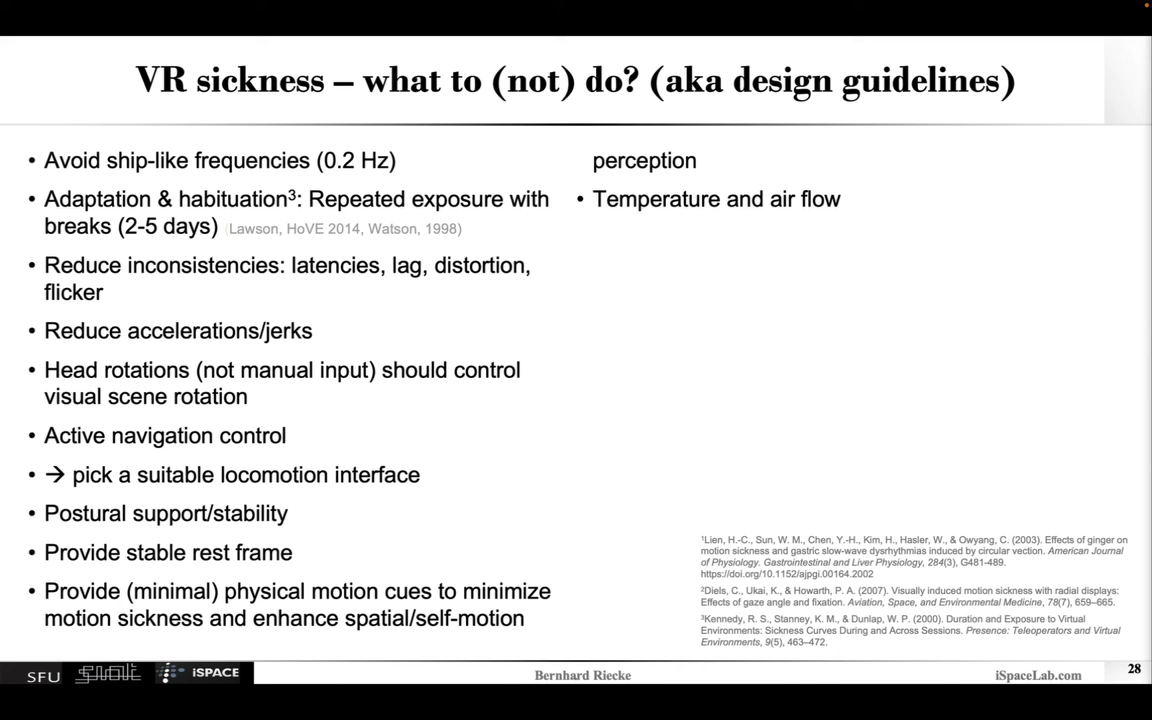 VR sickness – what to (not) do? (aka design guidelines)
• Avoid ship-like frequencies (0.2 Hz)
• Adaptation & habituation³: Repeated exposure with
breaks (2-5 days) (Lawson, HoVE 2014, Watson, 1998)
• Reduce inconsistencies: latencies, lag, distortion,
flicker
• Reduce accelerations/jerks
• Head rotations (not manual input) should control
visual scene rotation
• Active navigation control
• → pick a suitable locomotion interface
• Postural support/stability
• Provide stable rest frame
• Provide (minimal) physical motion cues to minimize
motion sickness and enhance spatial/self-motion
perception
• Temperature and air flow
¹Lien, H.-C., Sun, W. M., Chen, Y.-H., Kim, H., Hasler, W., & Owyang, C. (2003). Effects of ginger on
motion sickness and gastric slow-wave dysrhythmias induced by circular vection. American Journal
of Physiology. Gastrointestinal and Liver Physiology, 284(3), G481-489.
https://doi.org/10.1152/ajpgi.00164.2002
²Diels, C., Ukai, K., & Howarth, P. A. (2007). Visually induced motion sickness with radial displays:
Effects of gaze angle and fixation. Aviation, Space, and Environmental Medicine, 78(7), 659–665.
³Kennedy, R. S., Stanney, K. M., & Dunlap, W. P. (2000). Duration and Exposure to Virtual
Environments: Sickness Curves During and Across Sessions. Presence: Teleoperators and Virtual
Environments, 9(5), 463–472.
SFU
iSPACE
Bernhard Riecke
iSpaceLab.com
28